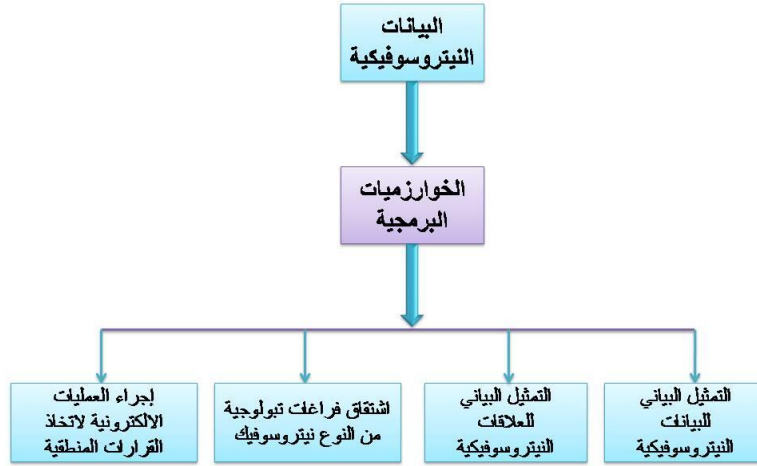 البيانات
النيتروسوفيكية
الخوارزميات
البرمجية
التمثيل البياني
للبيانات
النيتروسوفيكية
التمثيل البياني
للعلاقات
النيتروسوفيكية
اشتقاق فراغات تبولوجية
من النوع نيتروسوفيك
إجراء العمليات
الالكترونية لاتخاذ
القرارات المنطقية